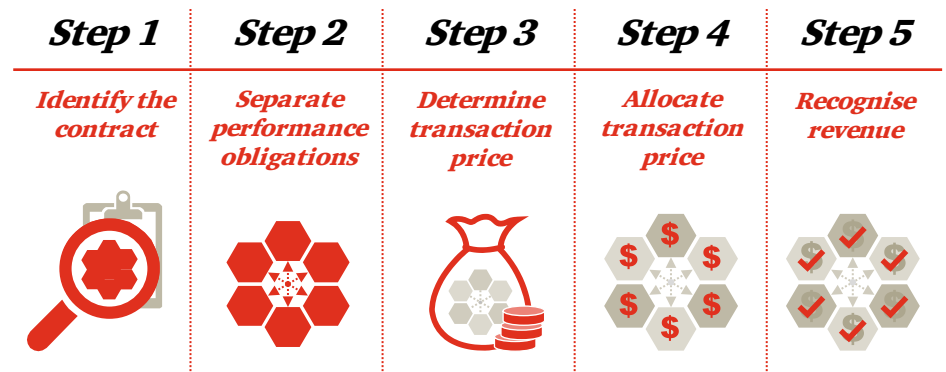 Step 1
Step 2
Step 3
Step 4
Step 5
Identify the
contract
Separate
performance
obligations
Determine
transaction
price
Allocate
transaction
price
Recognise
revenue
$
$
$
$
$
$
$
$
$
$
$
$